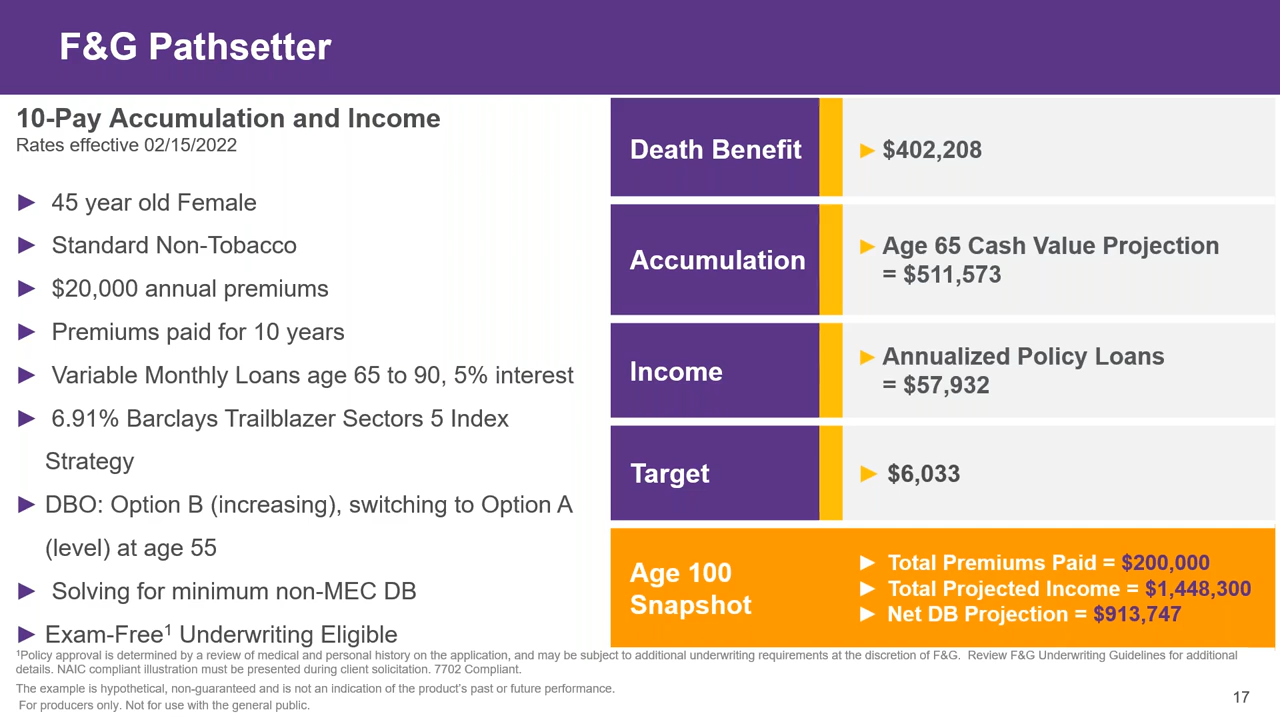 F&G Pathsetter
10-Pay Accumulation and Income
Rates effective 02/15/2022
► 45 year old Female
► Standard Non-Tobacco
► $20,000 annual premiums
► Premiums paid for 10 years
► Variable Monthly Loans age 65 to 90, 5% interest
► 6.91% Barclays Trailblazer Sectors 5 Index
Strategy
► DBO: Option B (increasing), switching to Option A
(level) at age 55
► Solving for minimum non-MEC DB
► Exam-Free¹ Underwriting Eligible
Death Benefit
► $402,208
Accumulation
► Age 65 Cash Value Projection
= $511,573
Income
► Annualized Policy Loans
= $57,932
Target
► $6,033
Age 100
Snapshot
► Total Premiums Paid = $200,000
► Total Projected Income = $1,448,300
► Net DB Projection = $913,747
¹Policy approval is determined by a review of medical and personal history on the application, and may be subject to additional underwriting requirements at the discretion of F&G. Review F&G Underwriting Guidelines for additional
details. NAIC compliant illustration must be presented during client solicitation. 7702 Compliant.
The example is hypothetical, non-guaranteed and is not an indication of the product's past or future performance.
For producers only. Not for use with the general public.
17